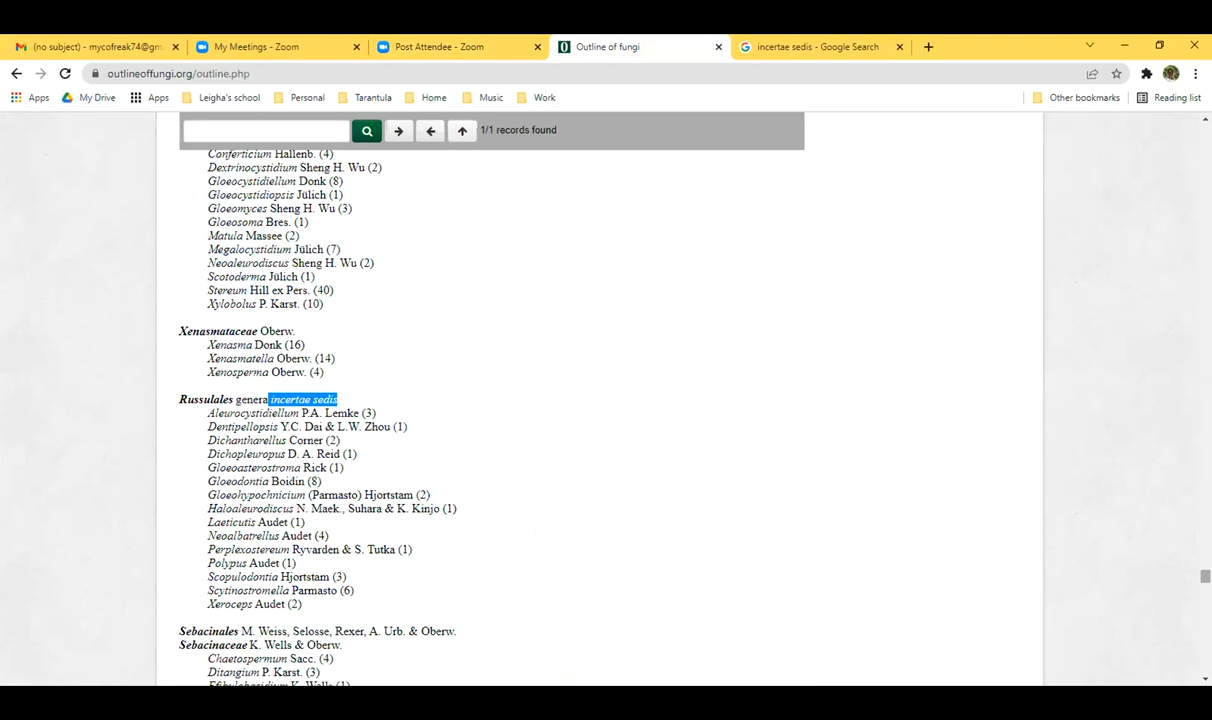 (no subject) - mycofreak74@gm
My Meetings - Zoom
Post Attendee - Zoom
Outline of fungi
incertae sedis - Google Search
outlineoffungi.org/outline.php
Apps
My Drive
Apps
Leigha's school
Personal
Tarantula
Home
Music
Work
Other bookmarks
Reading list
1/1 records found
Conferticium Hallenb. (4)
Dextrinocystidium Sheng H. Wu (2)
Gloeocystidiellum Donk (8)
Gloeocystidiopsis Jülich (1)
Gloeomyces Sheng H. Wu (3)
Gloeosoma Bres. (1)
Matula Massee (2)
Megalocystidium Jülich (7)
Neoaleurodiscus Sheng H. Wu (2)
Scotoderma Jülich (1)
Stereum Hill ex Pers. (40)
Xylobolus P. Karst. (10)
Xenasmataceae Oberw.
Xenasma Donk (16)
Xenasmatella Oberw. (14)
Xenosperma Oberw. (4)
Russulales genera incertae sedis
Aleurocystidiellum P.A. Lemke (3)
Dentipellopsis Y.C. Dai & L.W. Zhou (1)
Dichantharellus Corner (2)
Dichopleuropus D. A. Reid (1)
Gloeoasterostroma Rick (1)
Gloeodontia Boidin (8)
Gloeohypochnicium (Parmasto) Hjortstam (2)
Haloaleurodiscus N. Maek., Suhara & K. Kinjo (1)
Laeticutis Audet (1)
Neoalbatrellus Audet (4)
Perplexostereum Ryvarden & S. Tutka (1)
Polypus Audet (1)
Scopulodontia Hjortstam (3)
Scytinostromella Parmasto (6)
Xeroceps Audet (2)
Sebacinales M. Weiss, Selosse, Rexer, A. Urb. & Oberw.
Sebacinaceae K. Wells & Oberw.
Chaetospermum Sacc. (4)
Ditangium P. Karst. (3)
Efibulobasidium K. Wells (1)